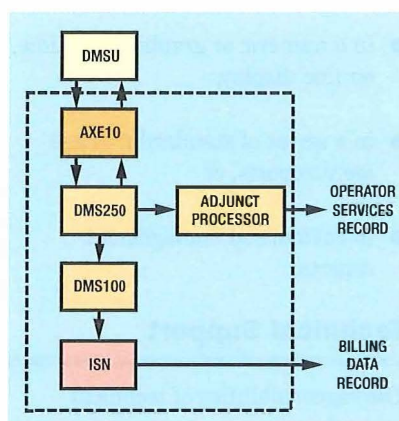 DMSU
AXE10
DMS250
ADJUNCT
PROCESSOR
OPERATOR
SERVICES
RECORD
DMS100
ISN
BILLING
DATA
RECORD